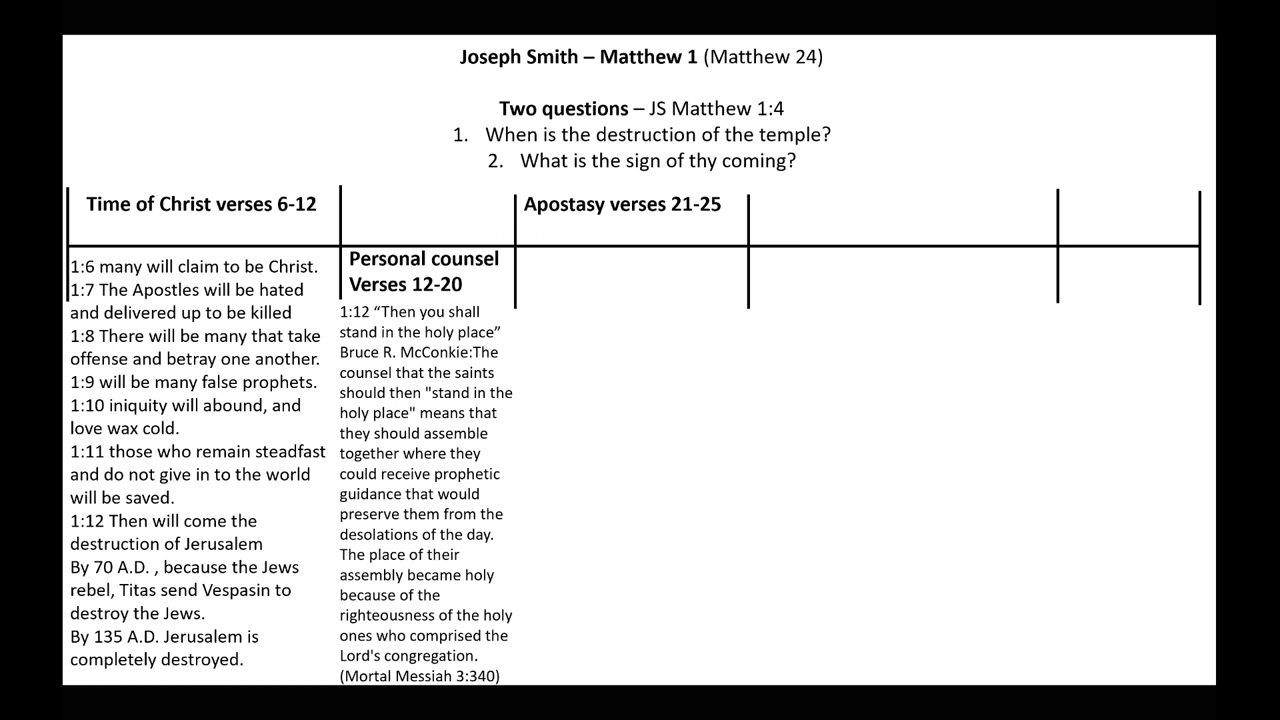 Joseph Smith – Matthew 1 (Matthew 24)
Two questions – JS Matthew 1:4
1. When is the destruction of the temple?
2. What is the sign of thy coming?
Time of Christ verses 6-12
1:6 many will claim to be Christ.
1:7 The Apostles will be hated
and delivered up to be killed
1:8 There will be many that take
offense and betray one another.
1:9 will be many false prophets.
1:10 iniquity will abound, and
love wax cold.
1:11 those who remain steadfast
and do not give in to the world
will be saved.
1:12 Then will come the
destruction of Jerusalem
By 70 A.D. , because the Jews
rebel, Titas send Vespasin to
destroy the Jews.
By 135 A.D. Jerusalem is
completely destroyed.
Personal counsel
Verses 12-20
1:12 “Then you shall
stand in the holy place”
Bruce R. McConkie:The
counsel that the saints
should then "stand in the
holy place" means that
they should assemble
together where they
could receive prophetic
guidance that would
preserve them from the
desolations of the day.
The place of their
assembly became holy
because of the
righteousness of the holy
ones who comprised the
Lord's congregation.
(Mortal Messiah 3:340)
Apostasy verses 21-25